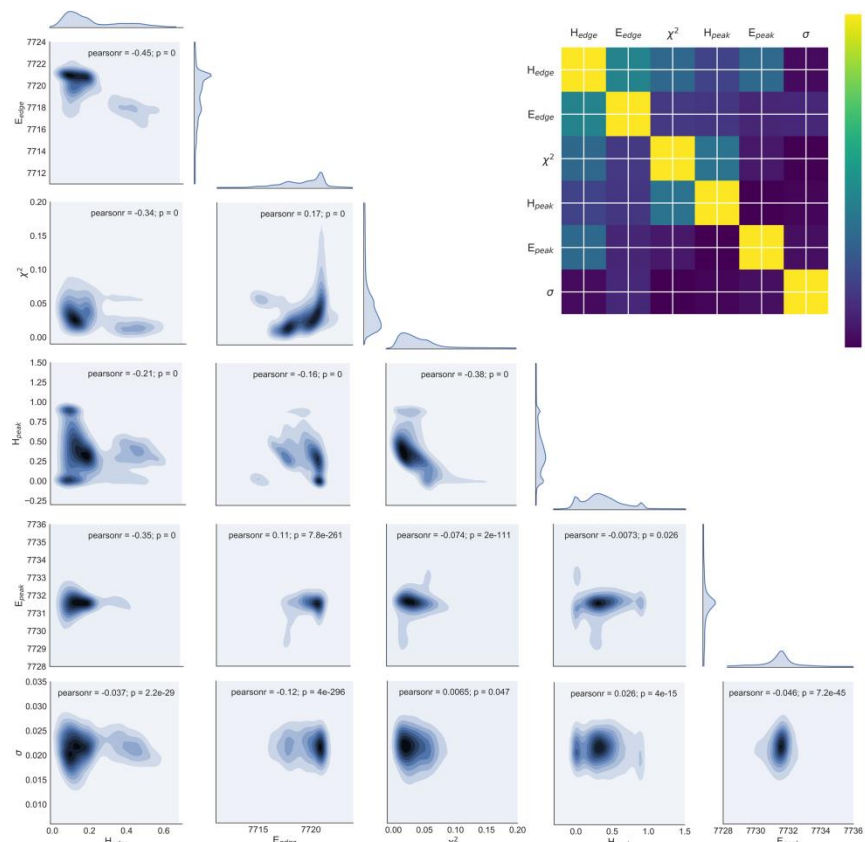 H_edge E_edge χ² H_peak E_peak σ
H_edge
E_edge
χ²
H_peak
E_peak
σ
7724
7722
7720
7718
7716
7714
7712
E_edge
pearsonr = -0.45; p = 0
0.20
0.15
0.10
0.05
0.00
χ²
pearsonr = -0.34; p = 0
pearsonr = 0.17; p = 0
1.50
1.25
1.00
0.75
0.50
0.25
0.00
−0.25
H_peak
pearsonr = -0.21; p = 0
pearsonr = -0.16; p = 0
pearsonr = -0.38; p = 0
7736
7735
7734
7733
7732
7731
7730
7729
7728
E_peak
pearsonr = -0.35; p = 0
pearsonr = 0.11; p = 7.8e-261
pearsonr = -0.074; p = 2e-111
pearsonr = -0.0073; p = 0.026
0.035
0.030
0.025
0.020
0.015
0.010
σ
pearsonr = -0.037; p = 2.2e-29
pearsonr = -0.12; p = 4e-296
pearsonr = 0.0065; p = 0.047
pearsonr = 0.026; p = 4e-15
pearsonr = -0.046; p = 7.2e-45
0.0 0.2 0.4 0.6
7715 7720
0.00 0.05 0.10 0.15 0.20
0.0 0.5 1.0 1.5
7728 7730 7732 7734 7736